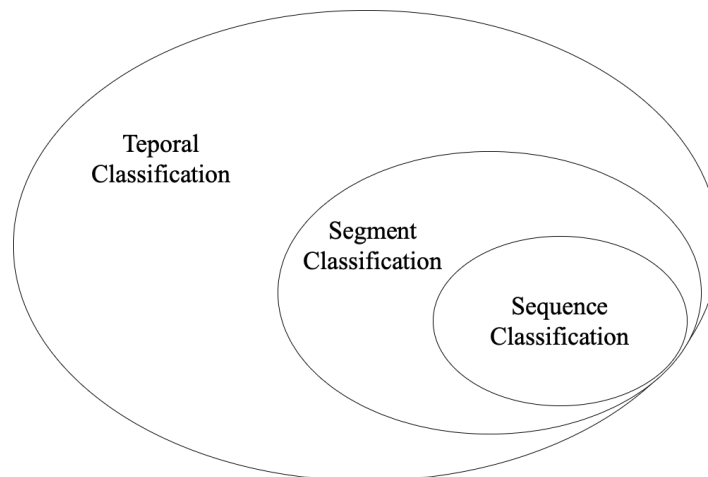 Teporal
Classification
Segment
Classification
Sequence
Classification